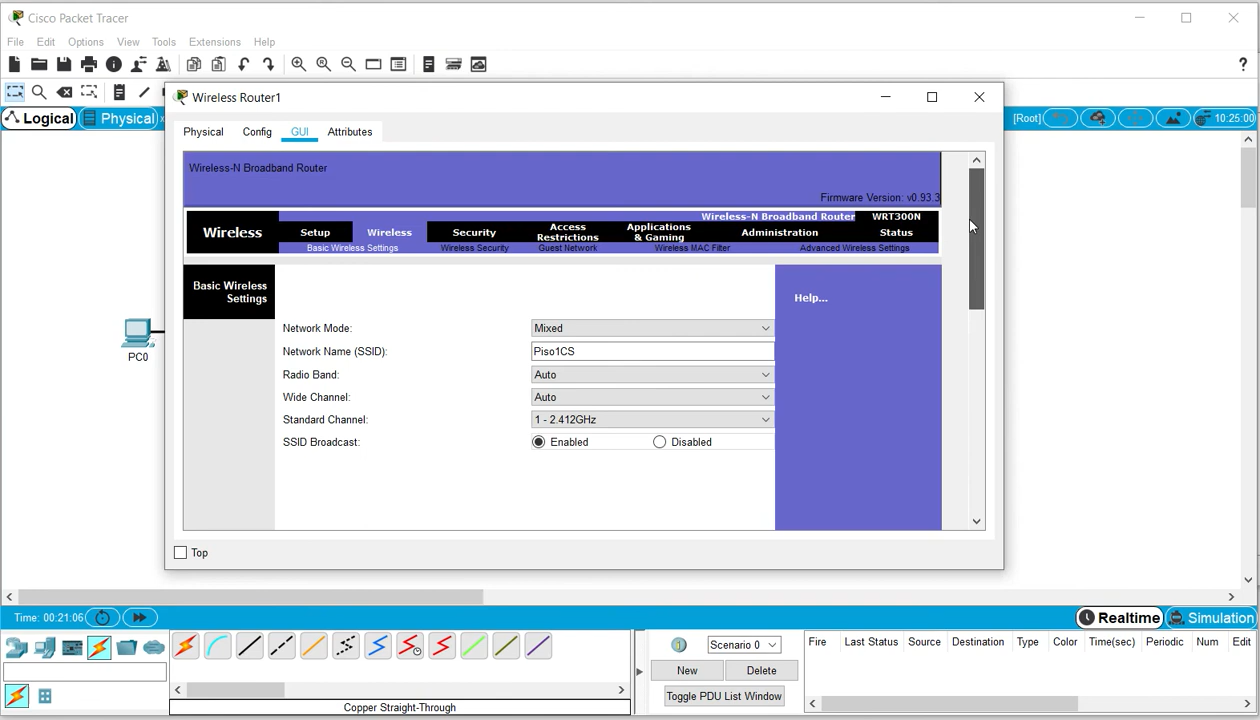 Cisco Packet Tracer
File Edit Options View Tools Extensions Help
?
Wireless Router1
Logical Physical [Root] 10:25:00
Physical Config GUI Attributes
Wireless-N Broadband Router
Firmware Version: v0.93.3
Wireless-N Broadband Router WRT300N
Wireless Setup Wireless Security Access Restrictions Applications & Gaming Administration Status
Basic Wireless Settings Wireless Security Guest Network Wireless MAC Filter Advanced Wireless Settings
Basic Wireless
Settings
Help...
Network Mode: Mixed
PC0
Network Name (SSID): Piso1CS
Radio Band: Auto
Wide Channel: Auto
Standard Channel: 1 - 2.412GHz
SSID Broadcast: Enabled Disabled
Top
Time: 00:21:06 Realtime Simulation
Scenario 0 Fire Last Status Source Destination Type Color Time(sec) Periodic Num Edit
New Delete
Toggle PDU List Window
Copper Straight-Through